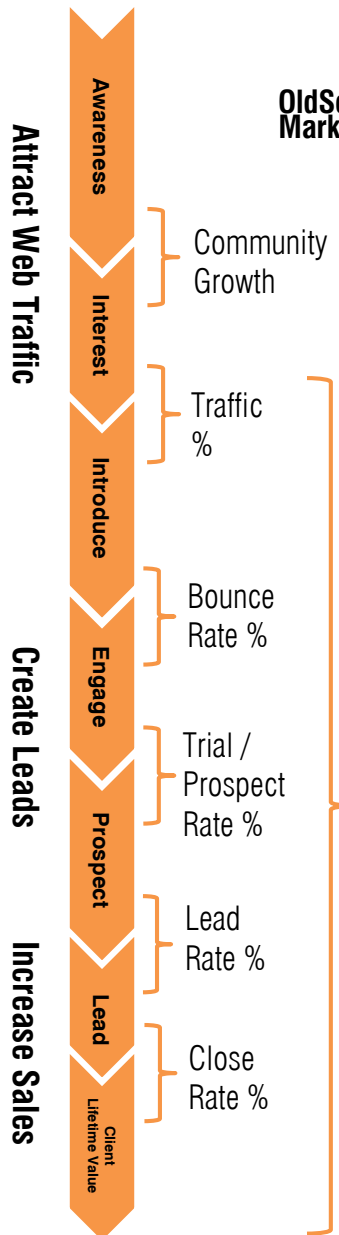 Attract Web Traffic
Create Leads
Increase Sales
Awareness
Interest
Introduce
Engage
Prospect
Lead
Client
Lifetime Value
Community
Growth
Traffic
%
Bounce
Rate %
Trial /
Prospect
Rate %
Lead
Rate %
Close
Rate %